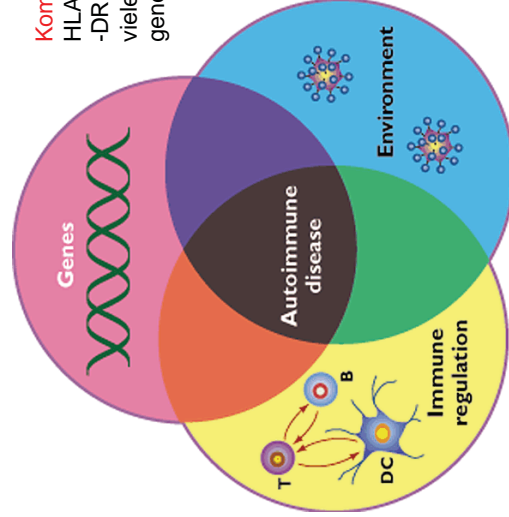 Kom
HLA
-DR
viele
gene
Genes
Autoimmune
disease
Environment
Immune
regulation
T
B
DC